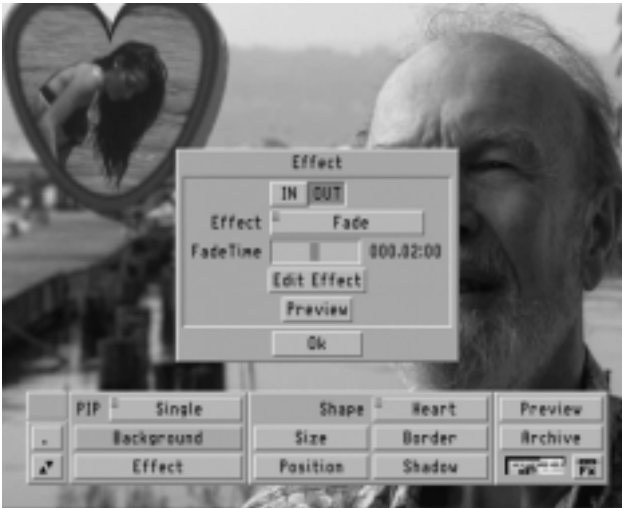 Effect
IN OUT
Effect Fade
FadeTime 000.02:00
Edit Effect
Preview
Ok
PIP Single Shape Heart Preview
Background Size Border Archive
Effect Position Shadow FX